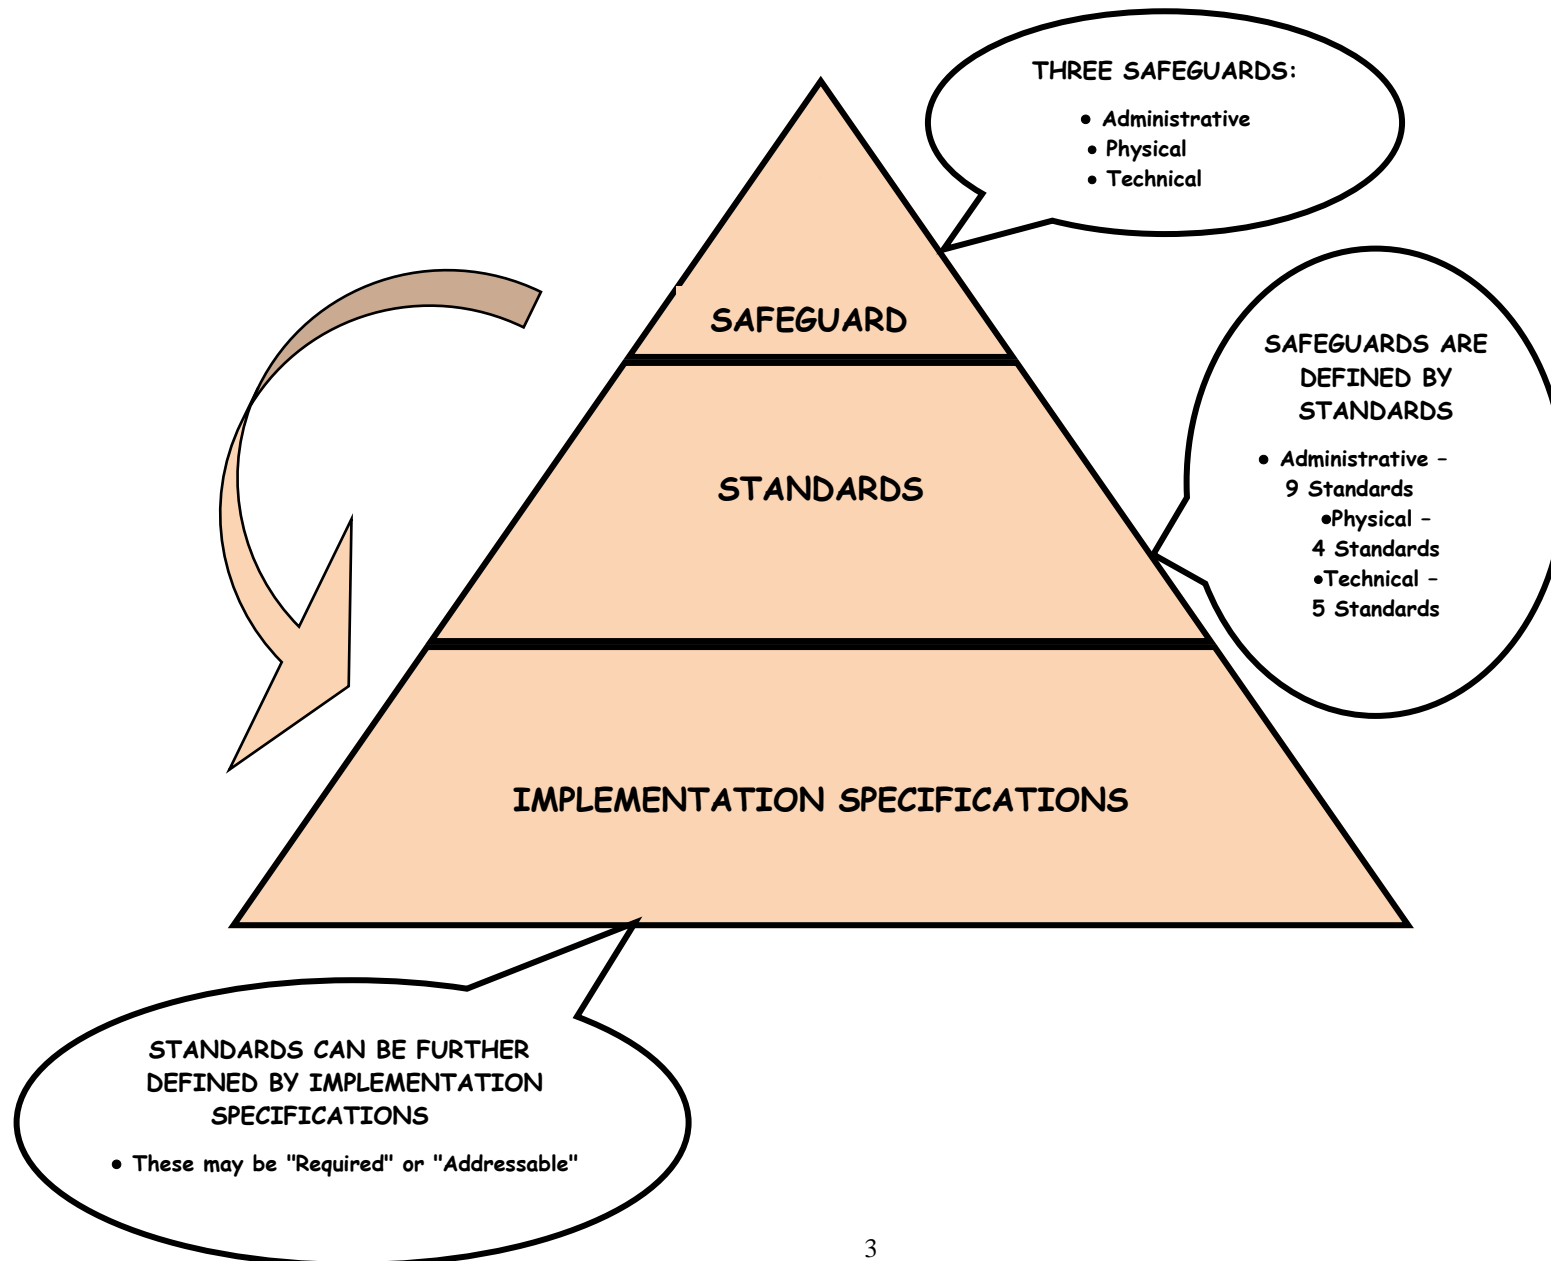 THREE SAFEGUARDS:
• Administrative
• Physical
• Technical
SAFEGUARD
SAFEGUARDS ARE
DEFINED BY
STANDARDS
• Administrative –
9 Standards
•Physical –
4 Standards
•Technical –
5 Standards
STANDARDS
IMPLEMENTATION SPECIFICATIONS
STANDARDS CAN BE FURTHER
DEFINED BY IMPLEMENTATION
SPECIFICATIONS
• These may be "Required" or "Addressable"
3